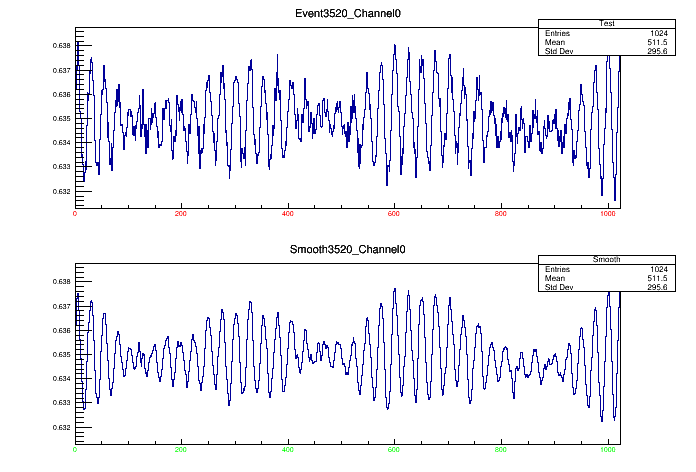 Event3520_Channel0
Test
Entries 1024
Mean 511.5
Std Dev 295.6
0.638
0.637
0.636
0.635
0.634
0.633
0.632
0 200 400 600 800 1000
Smooth3520_Channel0
Smooth
Entries 1024
Mean 511.5
Std Dev 295.6
0.638
0.637
0.636
0.635
0.634
0.633
0.632
0 200 400 600 800 1000